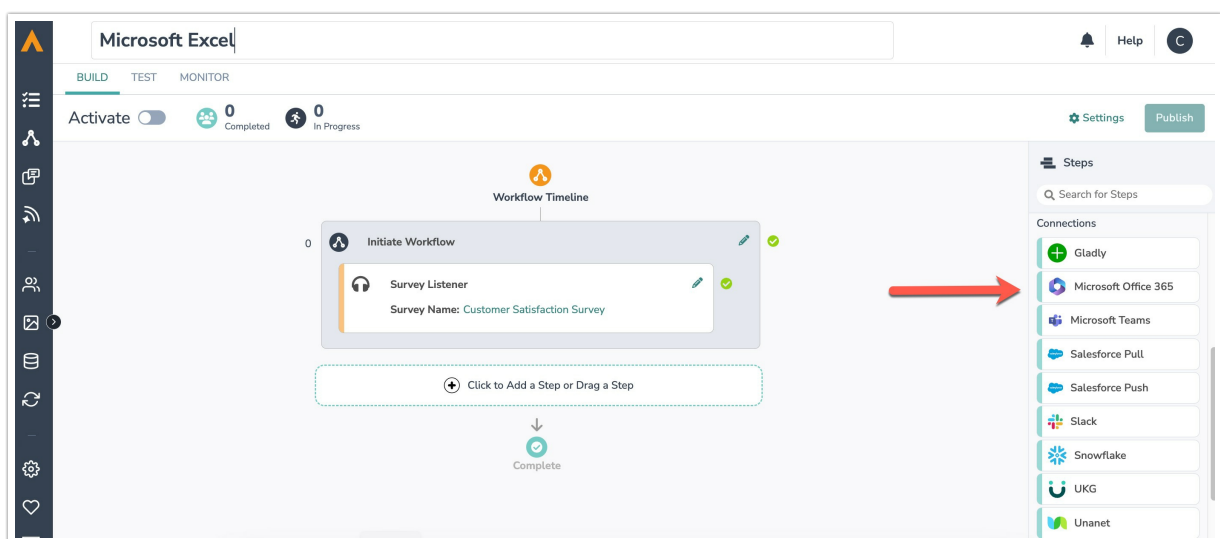 Microsoft Excel
Help
C
BUILD TEST MONITOR
Activate
0
Completed
0
In Progress
Settings
Publish
Workflow Timeline
0
Initiate Workflow
Survey Listener
Survey Name: Customer Satisfaction Survey
Click to Add a Step or Drag a Step
Complete
Steps
Search for Steps
Connections
Gladly
Microsoft Office 365
Microsoft Teams
Salesforce Pull
Salesforce Push
Slack
Snowflake
UKG
Unanet